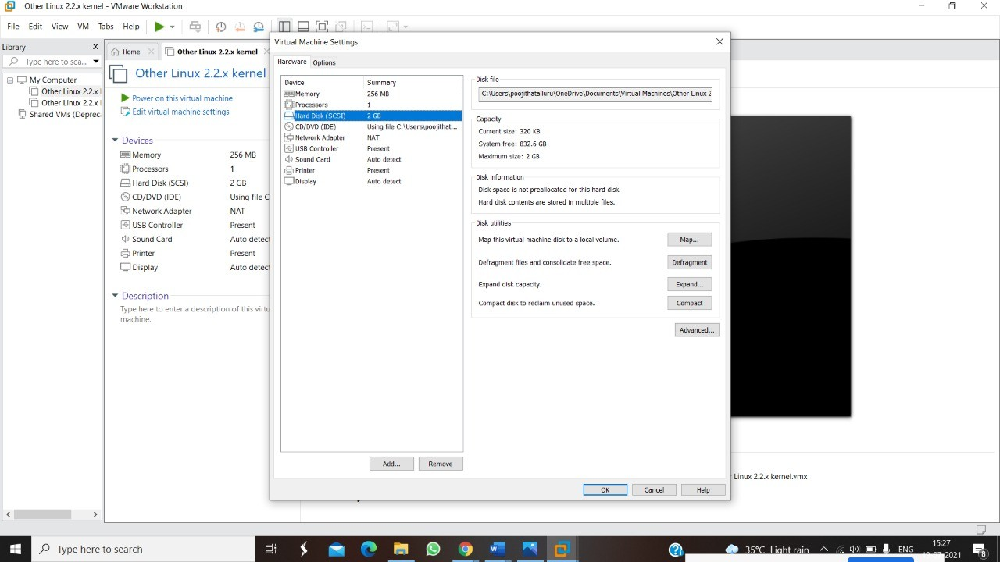 Other Linux 2.2.x kernel - VMware Workstation
File Edit View VM Tabs Help
Library
Type here to sea...
My Computer
Other Linux 2.2.x
Other Linux 2.2.x
Shared VMs (Deprec
Home
Other Linux 2.2.x kernel
Other Linux 2.2.x kernel
Power on this virtual machine
Edit virtual machine settings
Devices
Memory 256 MB
Processors 1
Hard Disk (SCSI) 2 GB
CD/DVD (IDE) Using file C
Network Adapter NAT
USB Controller Present
Sound Card Auto detect
Printer Present
Display Auto detect
Description
Type here to enter a description of this virtu
machine.
Virtual Machine Settings
Hardware Options
Device Summary
Memory 256 MB
Processors 1
Hard Disk (SCSI) 2 GB
CD/DVD (IDE) Using file C:\Users\poojithat...
Network Adapter NAT
USB Controller Present
Sound Card Auto detect
Printer Present
Display Auto detect
Add... Remove
Disk file
C:\Users\poojithatalluru\OneDrive\Documents\Virtual Machines\Other Linux 2
Capacity
Current size: 320 KB
System free: 832.6 GB
Maximum size: 2 GB
Disk information
Disk space is not preallocated for this hard disk.
Hard disk contents are stored in multiple files.
Disk utilities
Map this virtual machine disk to a local volume. Map...
Defragment files and consolidate free space. Defragment
Expand disk capacity. Expand...
Compact disk to reclaim unused space. Compact
Advanced...
OK Cancel Help
Linux 2.2.x kernel.vmx
Type here to search
35°C Light rain
ENG
15:27
2021
8